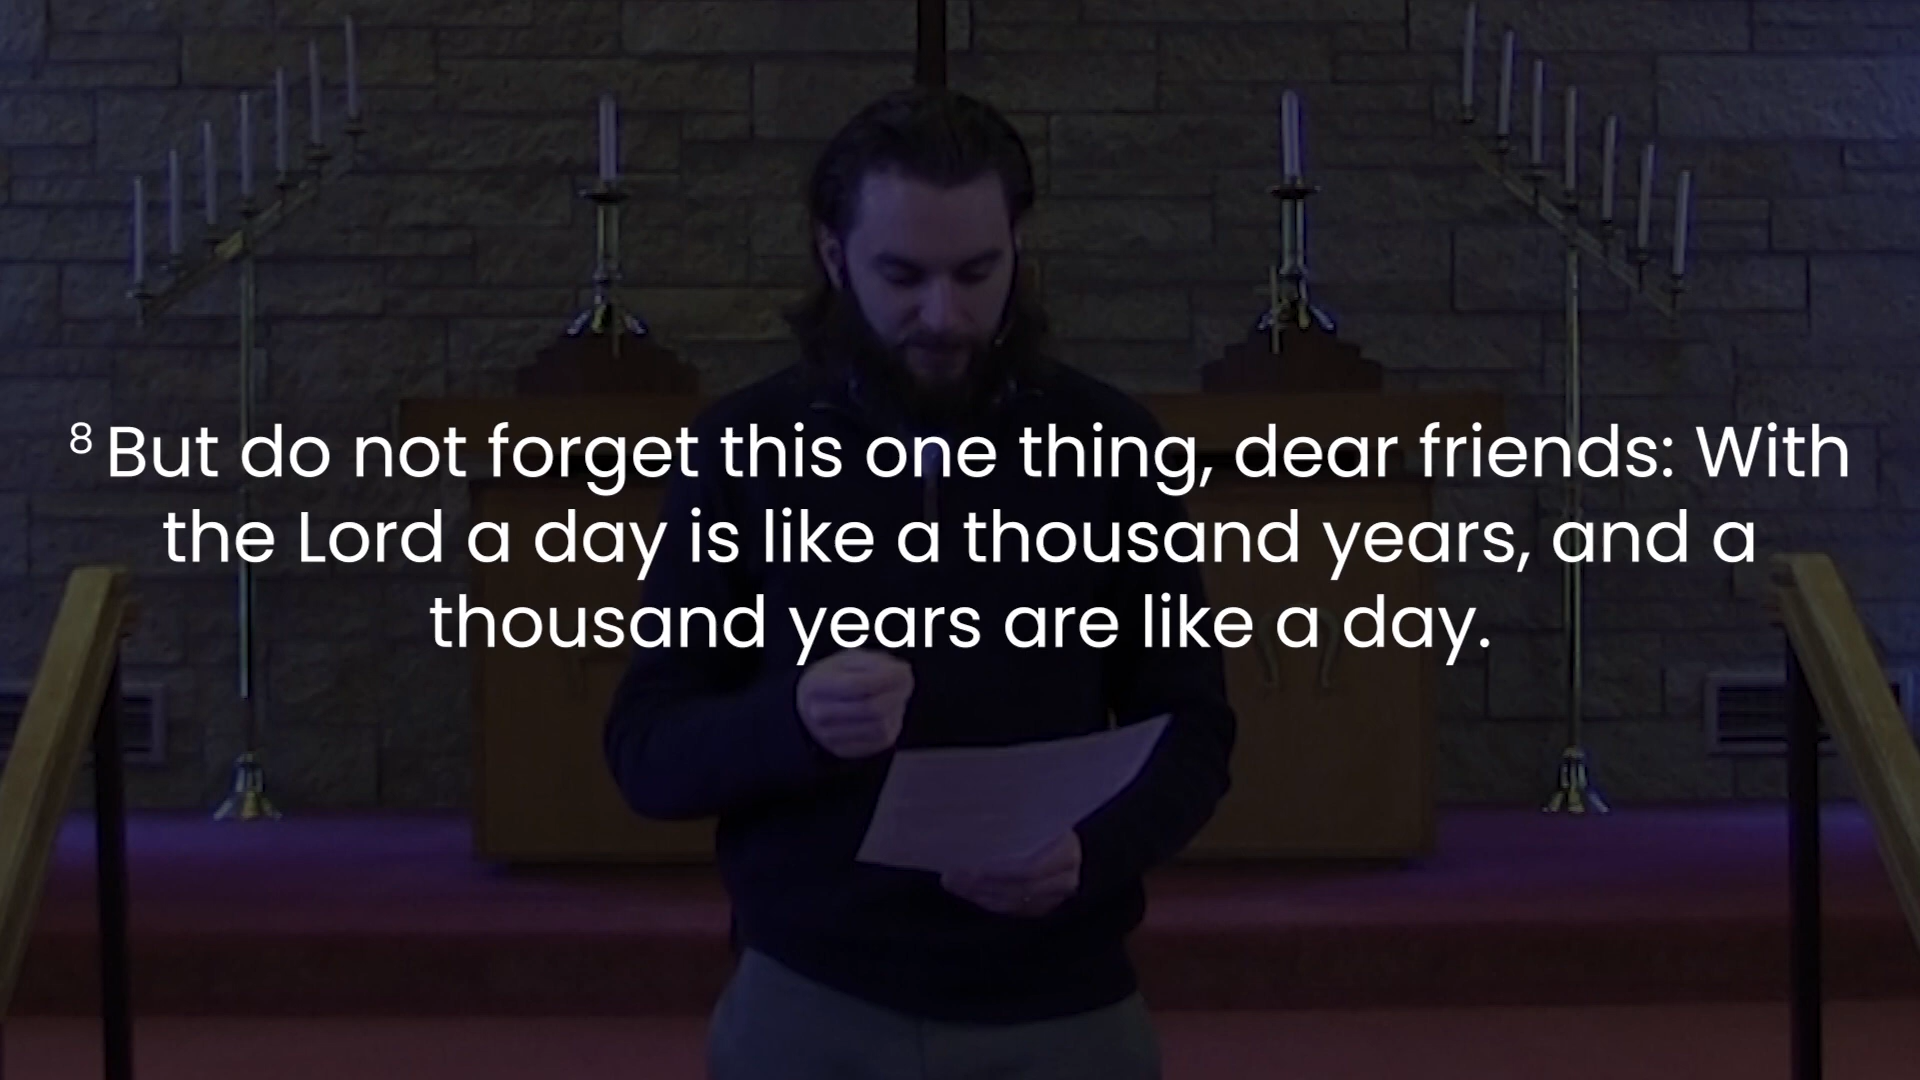 ⁸ But do not forget this one thing, dear friends: With
the Lord a day is like a thousand years, and a
thousand years are like a day.